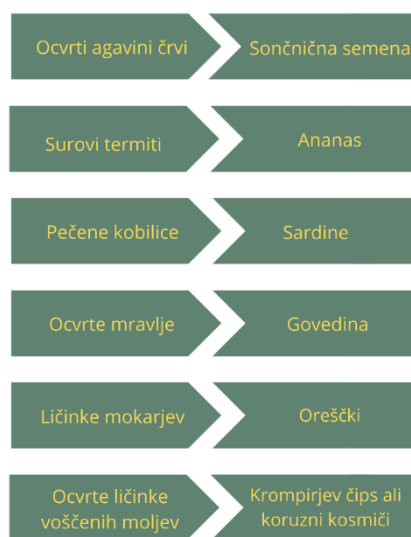 Ocvrti agavini črvi
Sončnična semena
Surovi termiti
Ananas
Pečene kobilice
Sardine
Ocvrte mravlje
Govedina
Ličinke mokarjev
Oreščki
Ocvrte ličinke
voščenih moljev
Krompirjev čips ali
koruzni kosmiči